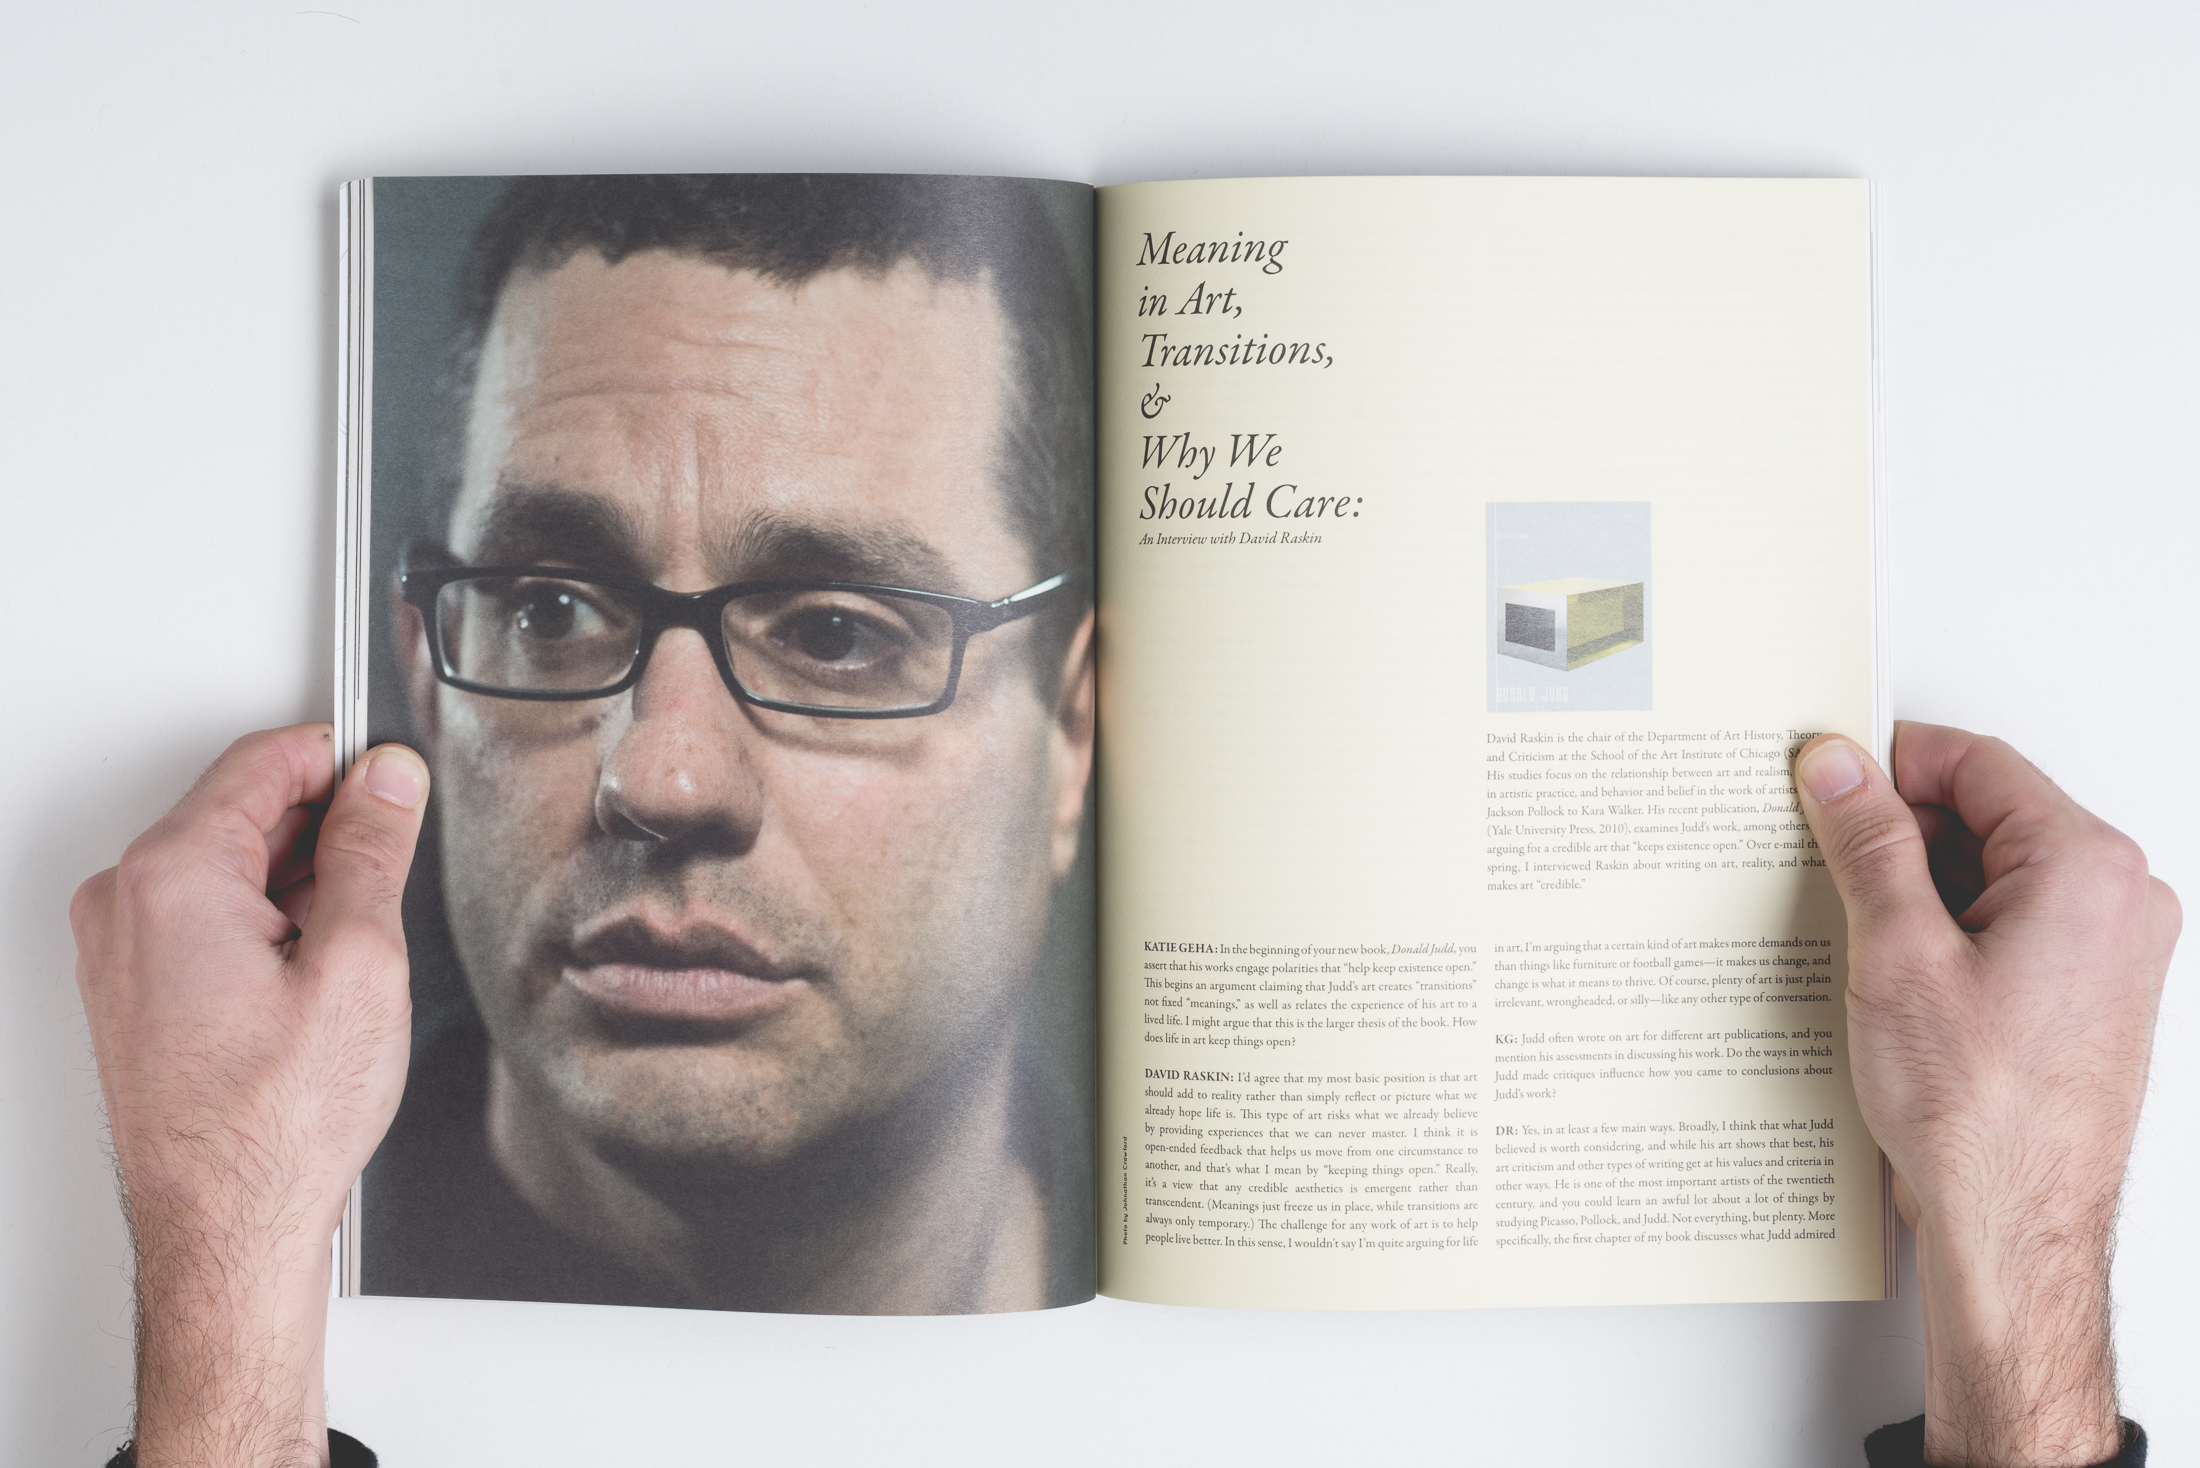 Meaning
in Art,
Transitions,
&
Why We
Should Care:
An Interview with David Raskin
DONALD JUDD
David Raskin is the chair of the Department of Art History, Theory
and Criticism at the School of the Art Institute of Chicago
His studies focus on the relationship between art and realism,
in artistic practice, and behavior and belief in the work of artists
Jackson Pollock to Kara Walker. His recent publication, Donald
(Yale University Press, 2010), examines Judd's work, among others,
arguing for a credible art that “keeps existence open.” Over e-mail
spring, I interviewed Raskin about writing on art, reality, and what
makes art “credible.”
KATIE GEHA: In the beginning of your new book, Donald Judd, you
assert that his works engage polarities that “help keep existence open.”
This begins an argument claiming that Judd's art creates “transitions”
not fixed “meanings,” as well as relates the experience of his art to a
lived life. I might argue that this is the larger thesis of the book. How
does life in art keep things open?
DAVID RASKIN: I'd agree that my most basic position is that art
should add to reality rather than simply reflect or picture what we
already hope life is. This type of art risks what we already believe
by providing experiences that we can never master. I think it is
open-ended feedback that helps us move from one circumstance to
another, and that's what I mean by “keeping things open.” Really,
it's a view that any credible aesthetics is emergent rather than
transcendent. (Meanings just freeze us in place, while transitions are
always only temporary.) The challenge for any work of art is to help
people live better. In this sense, I wouldn't say I'm quite arguing for life
in art, I'm arguing that a certain kind of art makes more demands on us
than things like furniture or football games—it makes us change, and
change is what it means to thrive. Of course, plenty of art is just plain
irrelevant, wrongheaded, or silly—like any other type of conversation.
KG: Judd often wrote on art for different art publications, and you
mention his assessments in discussing his work. Do the ways in which
Judd made critiques influence how you came to conclusions about
Judd's work?
DR: Yes, in at least a few main ways. Broadly, I think that what Judd
believed is worth considering, and while his art shows that best, his
art criticism and other types of writing get at his values and criteria in
other ways. He is one of the most important artists of the twentieth
century, and you could learn an awful lot about a lot of things by
studying Picasso, Pollock, and Judd. Not everything, but plenty. More
specifically, the first chapter of my book discusses what Judd admired
Photo by Johnathan Crawford